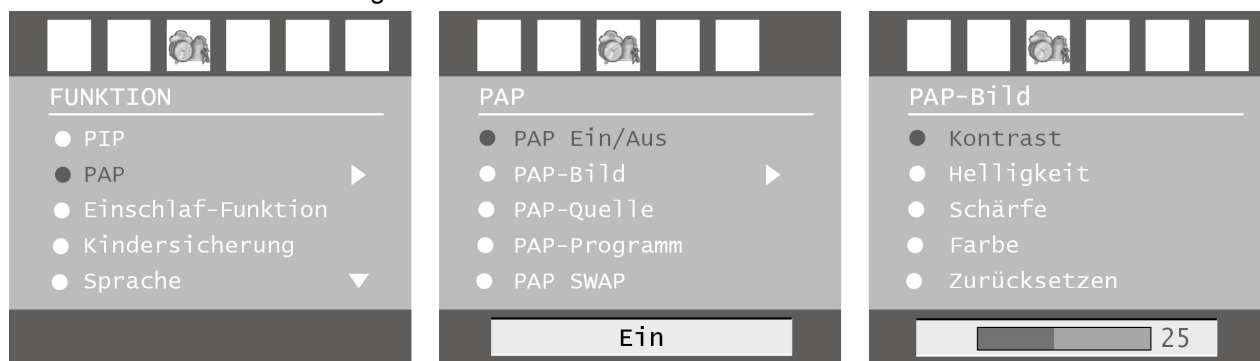 FUNKTION
PIP
PAP
Einschlaf-Funktion
Kindersicherung
Sprache
PAP
PAP Ein/Aus
PAP-Bild
PAP-Quelle
PAP-Programm
PAP SWAP
Ein
PAP-Bild
Kontrast
Helligkeit
Schärfe
Farbe
Zurücksetzen
25